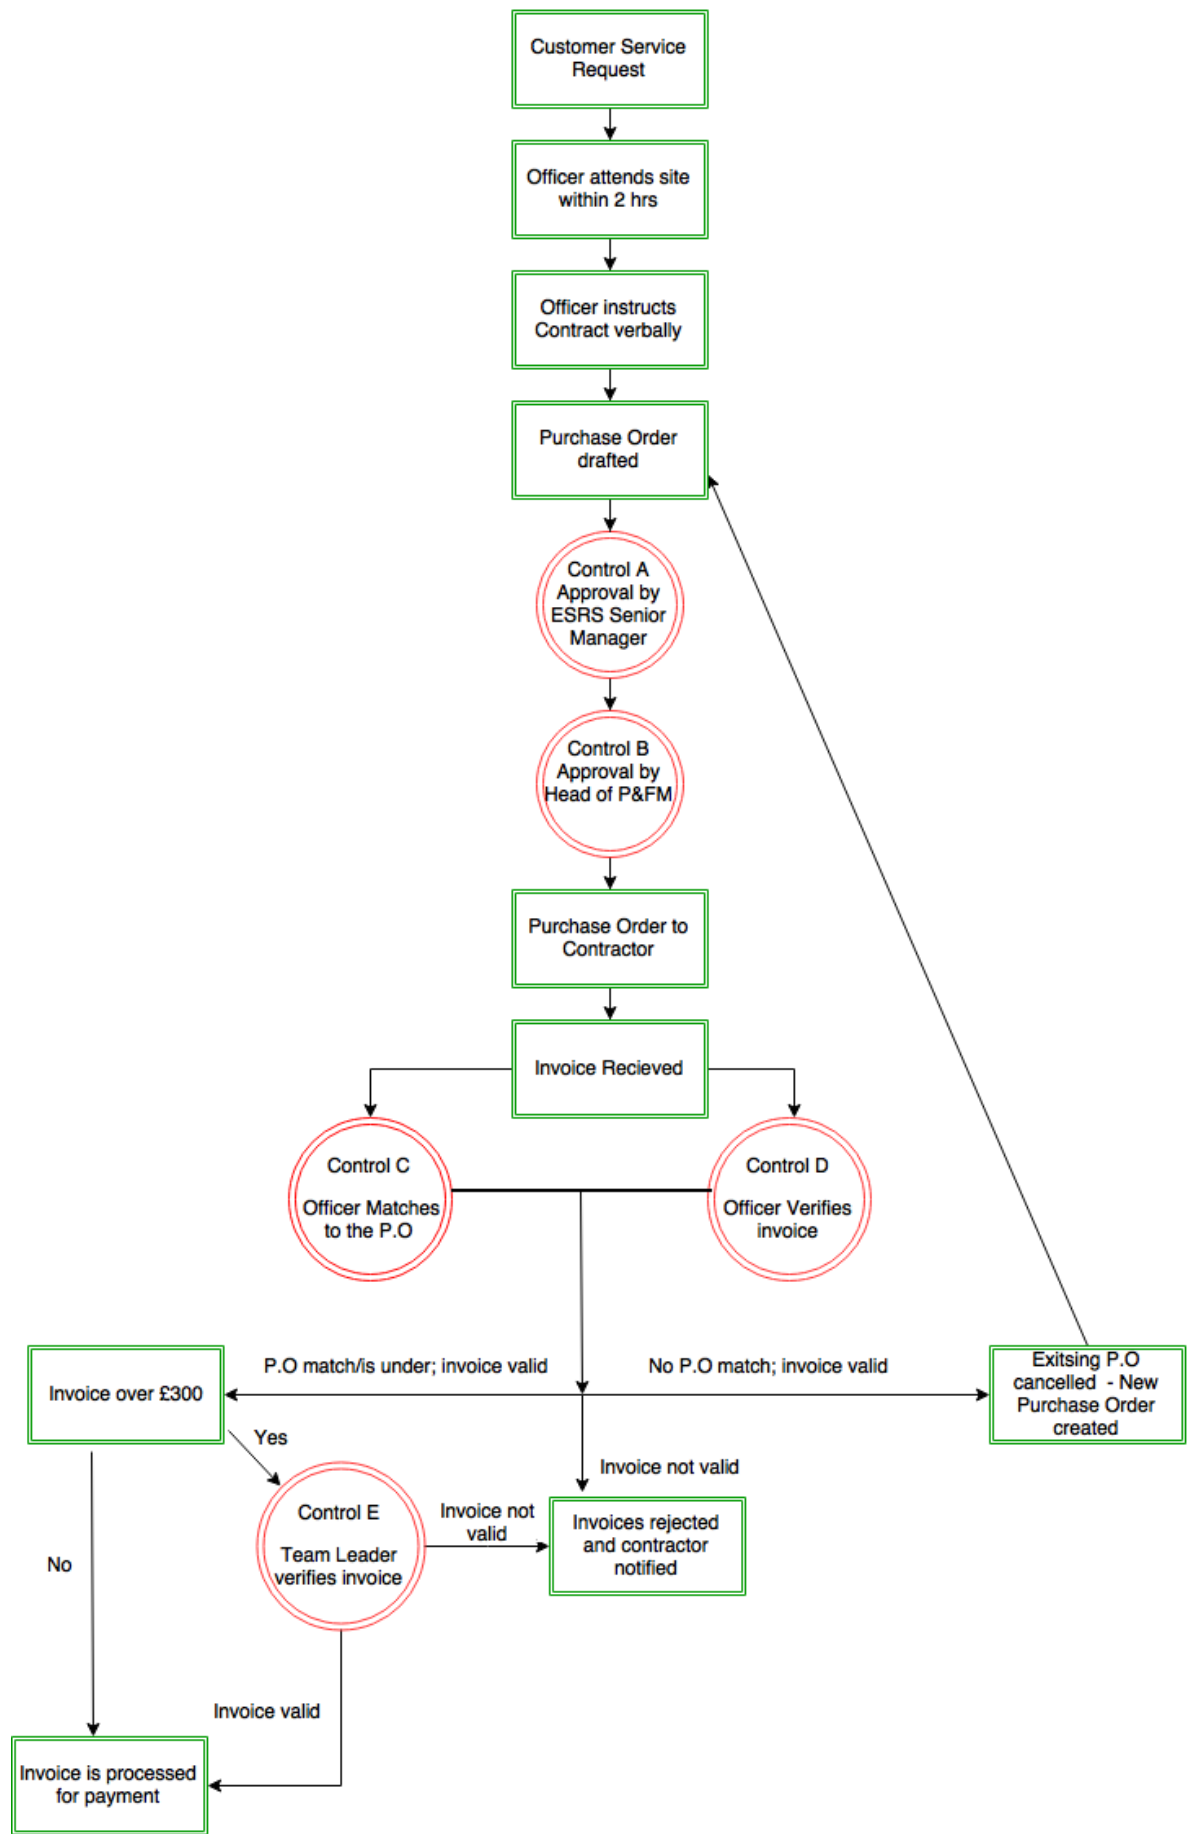 Customer Service
Request
Officer attends site
within 2 hrs
Officer instructs
Contract verbally
Purchase Order
drafted
Control A
Approval by
ESRS Senior
Manager
Control B
Approval by
Head of P&FM
Purchase Order to
Contractor
Invoice Recieved
Control C
Officer Matches
to the P.O
Control D
Officer Verifies
invoice
Invoice over £300
P.O match/is under; invoice valid
No P.O match; invoice valid
Exitsing P.O
cancelled - New
Purchase Order
created
Yes
Invoice not valid
Control E
Team Leader
verifies invoice
Invoice not
valid
Invoices rejected
and contractor
notified
No
Invoice valid
Invoice is processed
for payment